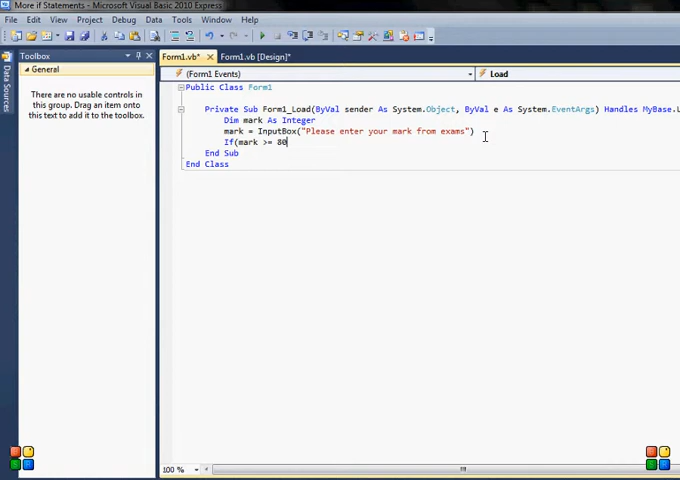 More if Statements - Microsoft Visual Basic 2010 Express
File Edit View Project Debug Data Tools Window Help
Toolbox
General
There are no usable controls in
this group. Drag an item onto
this text to add it to the toolbox.
Data Sources
Form1.vb* Form1.vb [Design]*
(Form1 Events) Load
Public Class Form1
Private Sub Form1_Load(ByVal sender As System.Object, ByVal e As System.EventArgs) Handles MyBase.L
Dim mark As Integer
mark = InputBox("Please enter your mark from exams")
If(mark >= 80
End Sub
End Class
100 %